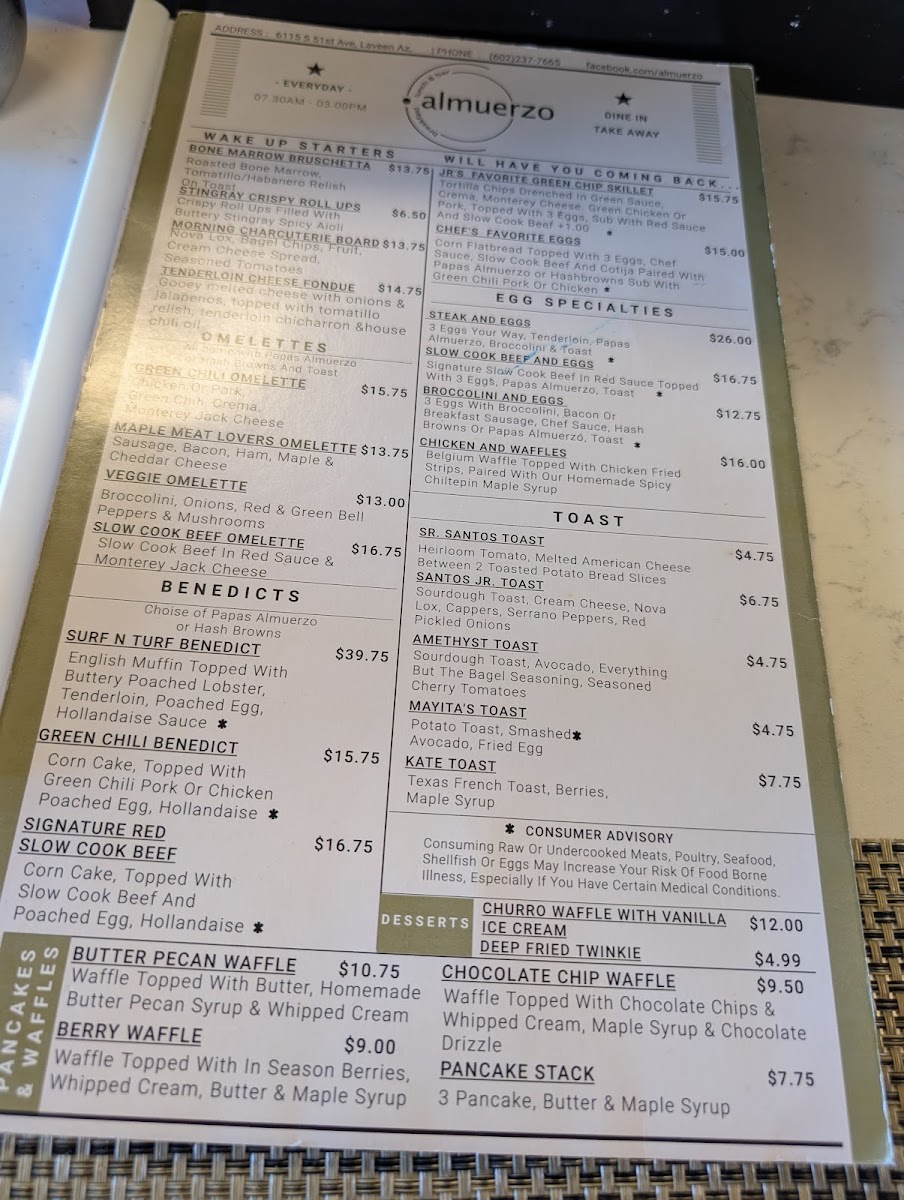 ADDRESS : 6115 S 51st Ave, Laveen Az. | PHONE : (602)237-7665 facebook.com/almuerzo
· EVERYDAY ·
07.30AM - 03.00PM
breakfast, lunch & bar
almuerzo
DINE IN
TAKE AWAY
WAKE UP STARTERS
BONE MARROW BRUSCHETTA $13.75
Roasted Bone Marrow,
Tomatillo/Habanero Relish
On Toast
STINGRAY CRISPY ROLL UPS
Crispy Roll Ups Filled With $6.50
Buttery Stingray Spicy Aioli
MORNING CHARCUTERIE BOARD $13.75
Nova Lox, Bagel Chips, Fruit,
Cream Cheese Spread,
Seasoned Tomatoes
TENDERLOIN CHEESE FONDUE $14.75
Gooey melted cheese with onions &
jalapenos, topped with tomatillo
relish, tenderloin chicharron &house
chili oil
OMELETTES
All Come with Papas Almuerzo
or Hash Browns And Toast
GREEN CHILI OMELETTE $15.75
Chicken Or Pork,
Green Chili, Crema,
Monterey Jack Cheese
MAPLE MEAT LOVERS OMELETTE $13.75
Sausage, Bacon, Ham, Maple &
Cheddar Cheese
VEGGIE OMELETTE $13.00
Broccolini, Onions, Red & Green Bell
Peppers & Mushrooms
SLOW COOK BEEF OMELETTE $16.75
Slow Cook Beef In Red Sauce &
Monterey Jack Cheese
BENEDICTS
Choise of Papas Almuerzo
or Hash Browns
SURF N TURF BENEDICT $39.75
English Muffin Topped With
Buttery Poached Lobster,
Tenderloin, Poached Egg,
Hollandaise Sauce *
GREEN CHILI BENEDICT $15.75
Corn Cake, Topped With
Green Chili Pork Or Chicken
Poached Egg, Hollandaise *
SIGNATURE RED
SLOW COOK BEEF $16.75
Corn Cake, Topped With
Slow Cook Beef And
Poached Egg, Hollandaise *
WILL HAVE YOU COMING BACK...
JR'S FAVORITE GREEN CHIP SKILLET $15.75
Tortilla Chips Drenched In Green Sauce,
Crema, Monterey Cheese, Green Chicken Or
Pork, Topped With 3 Eggs, Sub With Red Sauce
And Slow Cook Beef +1.00 *
CHEF'S FAVORITE EGGS $15.00
Corn Flatbread Topped With 3 Eggs, Chef
Sauce, Slow Cook Beef And Cotija Paired With
Papas Almuerzo or Hashbrowns Sub With
Green Chili Pork Or Chicken *
EGG SPECIALTIES
STEAK AND EGGS $26.00
3 Eggs Your Way, Tenderloin, Papas
Almuerzo, Broccolini & Toast *
SLOW COOK BEEF AND EGGS $16.75
Signature Slow Cook Beef In Red Sauce Topped
With 3 Eggs, Papas Almuerzo, Toast *
BROCCOLINI AND EGGS $12.75
3 Eggs With Broccolini, Bacon Or
Breakfast Sausage, Chef Sauce, Hash
Browns Or Papas Almuerzo, Toast *
CHICKEN AND WAFFLES $16.00
Belgium Waffle Topped With Chicken Fried
Strips, Paired With Our Homemade Spicy
Chiltepin Maple Syrup
TOAST
SR. SANTOS TOAST $4.75
Heirloom Tomato, Melted American Cheese
Between 2 Toasted Potato Bread Slices
SANTOS JR. TOAST $6.75
Sourdough Toast, Cream Cheese, Nova
Lox, Cappers, Serrano Peppers, Red
Pickled Onions
AMETHYST TOAST $4.75
Sourdough Toast, Avocado, Everything
But The Bagel Seasoning, Seasoned
Cherry Tomatoes
MAYITA'S TOAST $4.75
Potato Toast, Smashed*
Avocado, Fried Egg
KATE TOAST $7.75
Texas French Toast, Berries,
Maple Syrup
* CONSUMER ADVISORY
Consuming Raw Or Undercooked Meats, Poultry, Seafood,
Shellfish Or Eggs May Increase Your Risk Of Food Borne
Illness, Especially If You Have Certain Medical Conditions.
DESSERTS
CHURRO WAFFLE WITH VANILLA $12.00
ICE CREAM
DEEP FRIED TWINKIE $4.99
PANCAKES
& WAFFLES
BUTTER PECAN WAFFLE $10.75
Waffle Topped With Butter, Homemade
Butter Pecan Syrup & Whipped Cream
BERRY WAFFLE $9.00
Waffle Topped With In Season Berries,
Whipped Cream, Butter & Maple Syrup
CHOCOLATE CHIP WAFFLE $9.50
Waffle Topped With Chocolate Chips &
Whipped Cream, Maple Syrup & Chocolate
Drizzle
PANCAKE STACK $7.75
3 Pancake, Butter & Maple Syrup